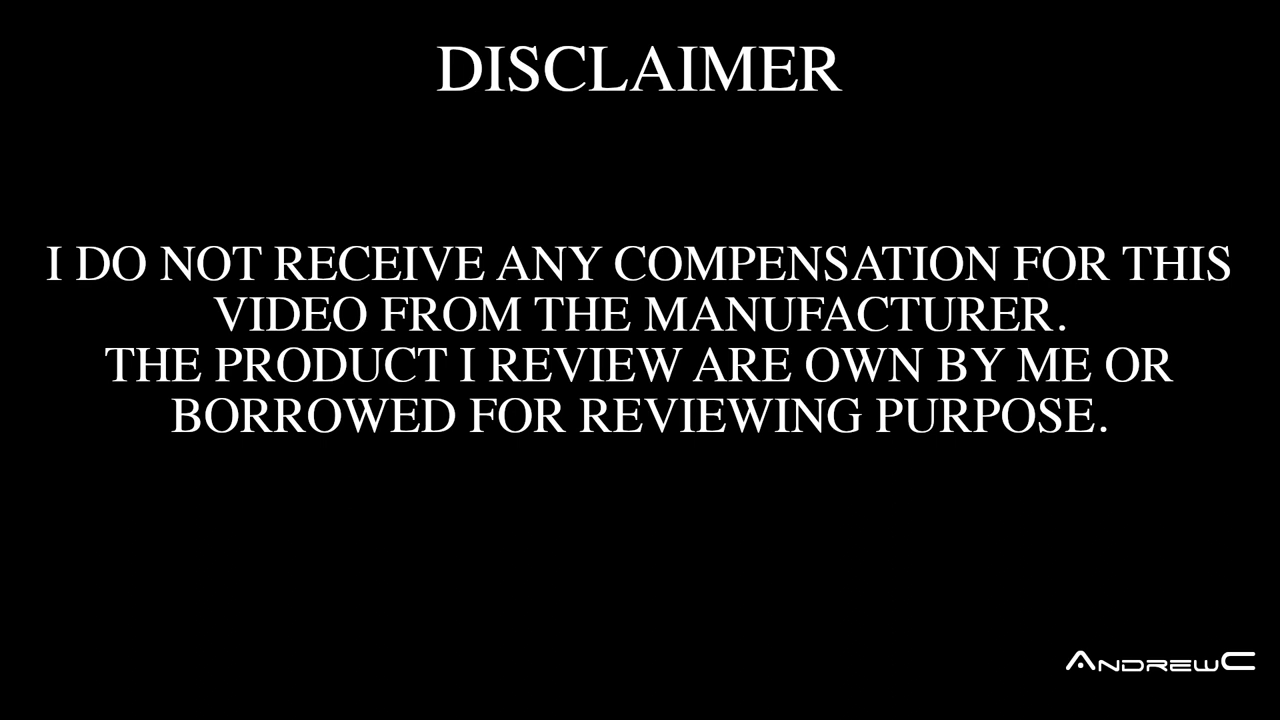 DISCLAIMER
I DO NOT RECEIVE ANY COMPENSATION FOR THIS
VIDEO FROM THE MANUFACTURER.
THE PRODUCT I REVIEW ARE OWN BY ME OR
BORROWED FOR REVIEWING PURPOSE.
ANDREWC